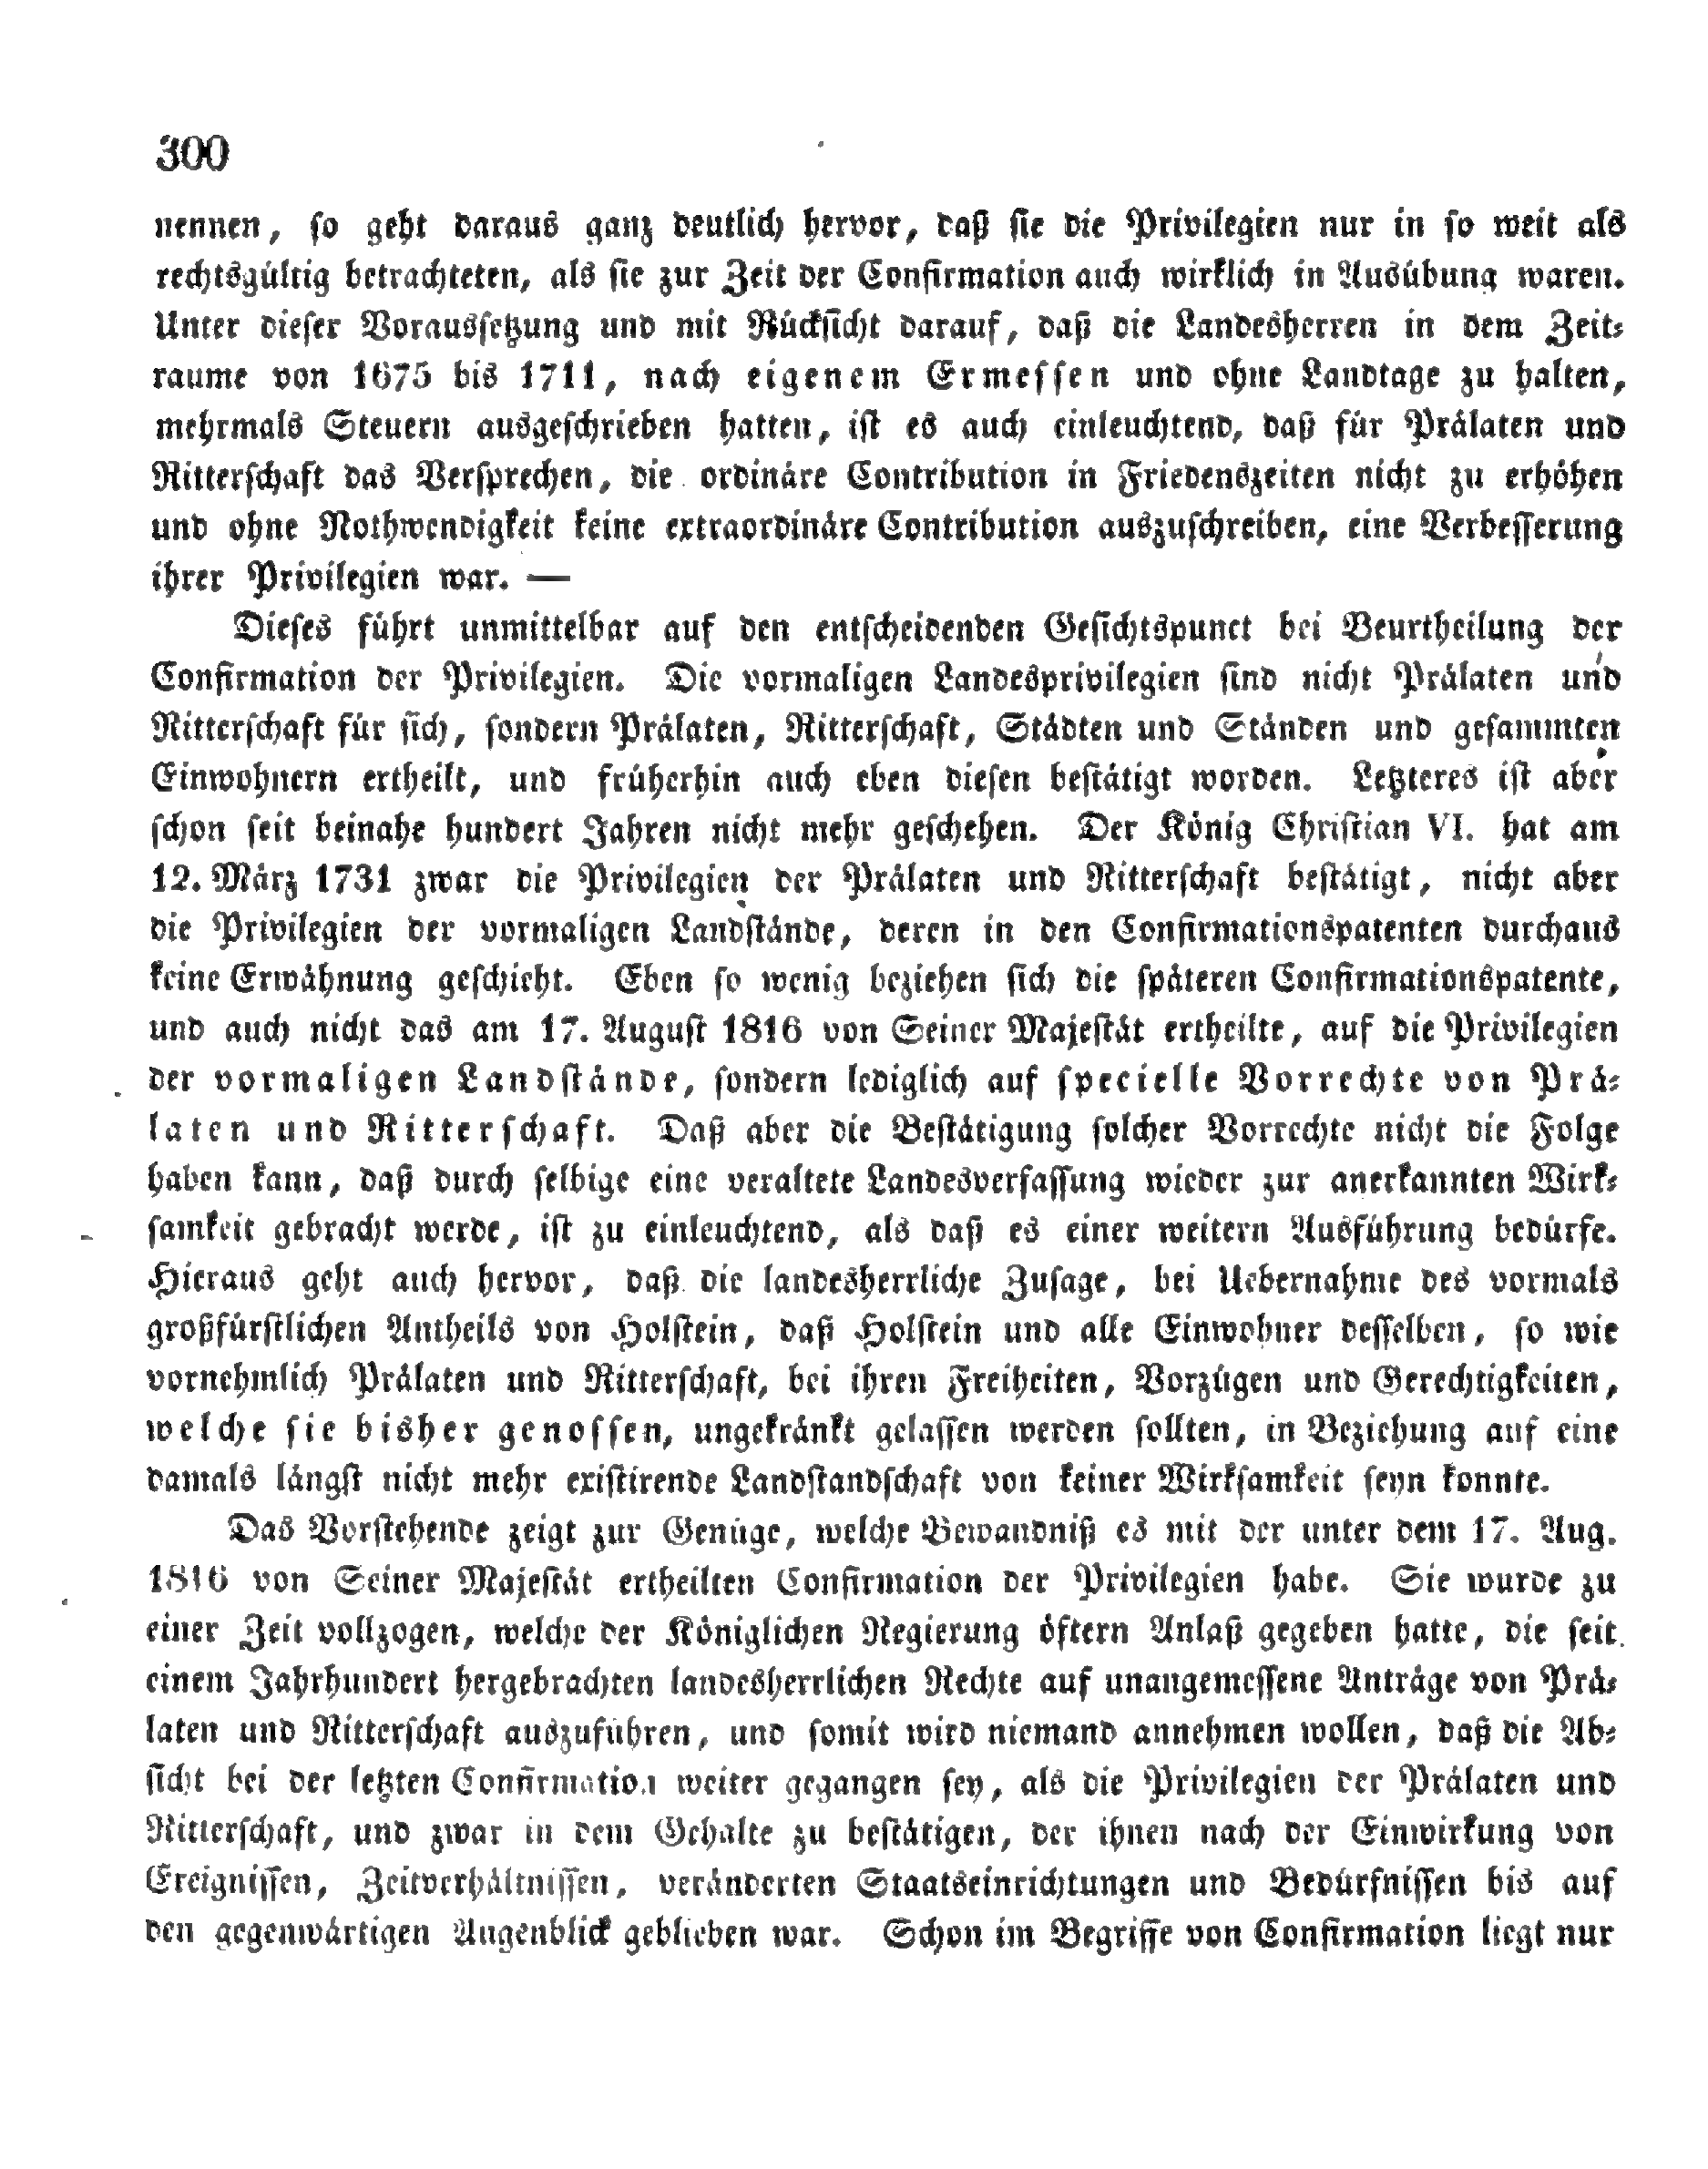 300
nennen, so geht daraus ganz deutlich hervor, daß sie die Privilegien nur in so weit als
rechtsgültig betrachteten, als sie zur Zeit der Confirmation auch wirklich in Ausübung waren.
Unter dieser Voraussetzung und mit Rücksicht darauf, daß die Landesherren in dem Zeit-
raume von 1675 bis 1711, nach eigenem Ermessen und ohne Landtage zu halten,
mehrmals Steuern ausgeschrieben hatten, ist es auch einleuchtend, daß für Prälaten und
Ritterschaft das Versprechen, die ordinäre Contribution in Friedenszeiten nicht zu erhöhen
und ohne Nothwendigkeit keine extraordinäre Contribution auszuschreiben, eine Verbesserung
ihrer Privilegien war. —
Dieses führt unmittelbar auf den entscheidenden Gesichtspunct bei Beurtheilung der
Confirmation der Privilegien. Die vormaligen Landesprivilegien sind nicht Prälaten und
Ritterschaft für sich, sondern Prälaten, Ritterschaft, Städten und Ständen und gesammten
Einwohnern ertheilt, und früherhin auch eben diesen bestätigt worden. Letzteres ist aber
schon seit beinahe hundert Jahren nicht mehr geschehen. Der König Christian VI. hat am
12. März 1731 zwar die Privilegien der Prälaten und Ritterschaft bestätigt, nicht aber
die Privilegien der vormaligen Landstände, deren in den Confirmationspatenten durchaus
keine Erwähnung geschieht. Eben so wenig beziehen sich die späteren Confirmationspatente,
und auch nicht das am 17. August 1816 von Seiner Majestät ertheilte, auf die Privilegien
der vormaligen Landstände, sondern lediglich auf specielle Vorrechte von Prä-
laten und Ritterschaft. Daß aber die Bestätigung solcher Vorrechte nicht die Folge
haben kann, daß durch selbige eine veraltete Landesverfassung wieder zur anerkannten Wirk-
samkeit gebracht werde, ist zu einleuchtend, als daß es einer weitern Ausführung bedürfe.
Hieraus geht auch hervor, daß die landesherrliche Zusage, bei Uebernahme des vormals
großfürstlichen Antheils von Holstein, daß Holstein und alle Einwohner desselben, so wie
vornehmlich Prälaten und Ritterschaft, bei ihren Freiheiten, Vorzügen und Gerechtigkeiten,
welche sie bisher genossen, ungekränkt gelassen werden sollten, in Beziehung auf eine
damals längst nicht mehr existirende Landstandschaft von keiner Wirksamkeit seyn konnte.
Das Vorstehende zeigt zur Genüge, welche Bewandniß es mit der unter dem 17. Aug.
1816 von Seiner Majestät ertheilten Confirmation der Privilegien habe. Sie wurde zu
einer Zeit vollzogen, welche der Königlichen Regierung öftern Anlaß gegeben hatte, die seit
einem Jahrhundert hergebrachten landesherrlichen Rechte auf unangemessene Anträge von Prä-
laten und Ritterschaft auszuführen, und somit wird niemand annehmen wollen, daß die Ab-
sicht bei der letzten Confirmation weiter gegangen sey, als die Privilegien der Prälaten und
Ritterschaft, und zwar in dem Gehalte zu bestätigen, der ihnen nach der Einwirkung von
Ereignissen, Zeitverhältnissen, veränderten Staatseinrichtungen und Bedürfnissen bis auf
den gegenwärtigen Augenblick geblieben war. Schon im Begriffe von Confirmation liegt nur